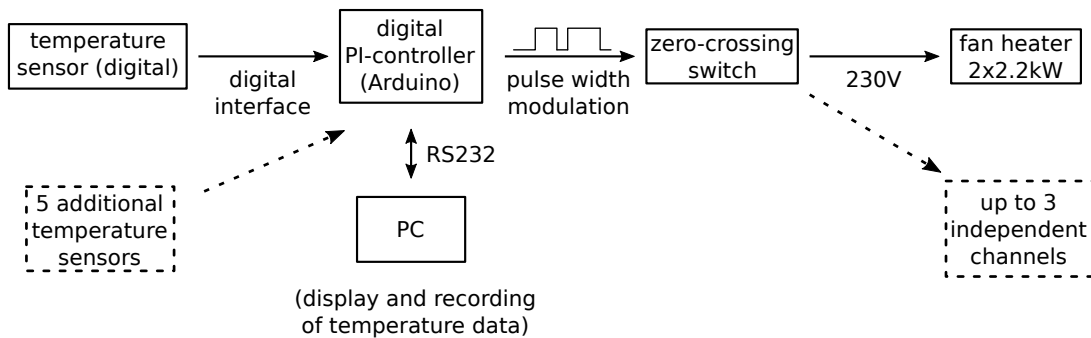 temperature
sensor (digital)
digital
interface
digital
PI-controller
(Arduino)
pulse width
modulation
zero-crossing
switch
230V
fan heater
2x2.2kW
RS232
5 additional
temperature
sensors
PC
up to 3
independent
channels
(display and recording
of temperature data)